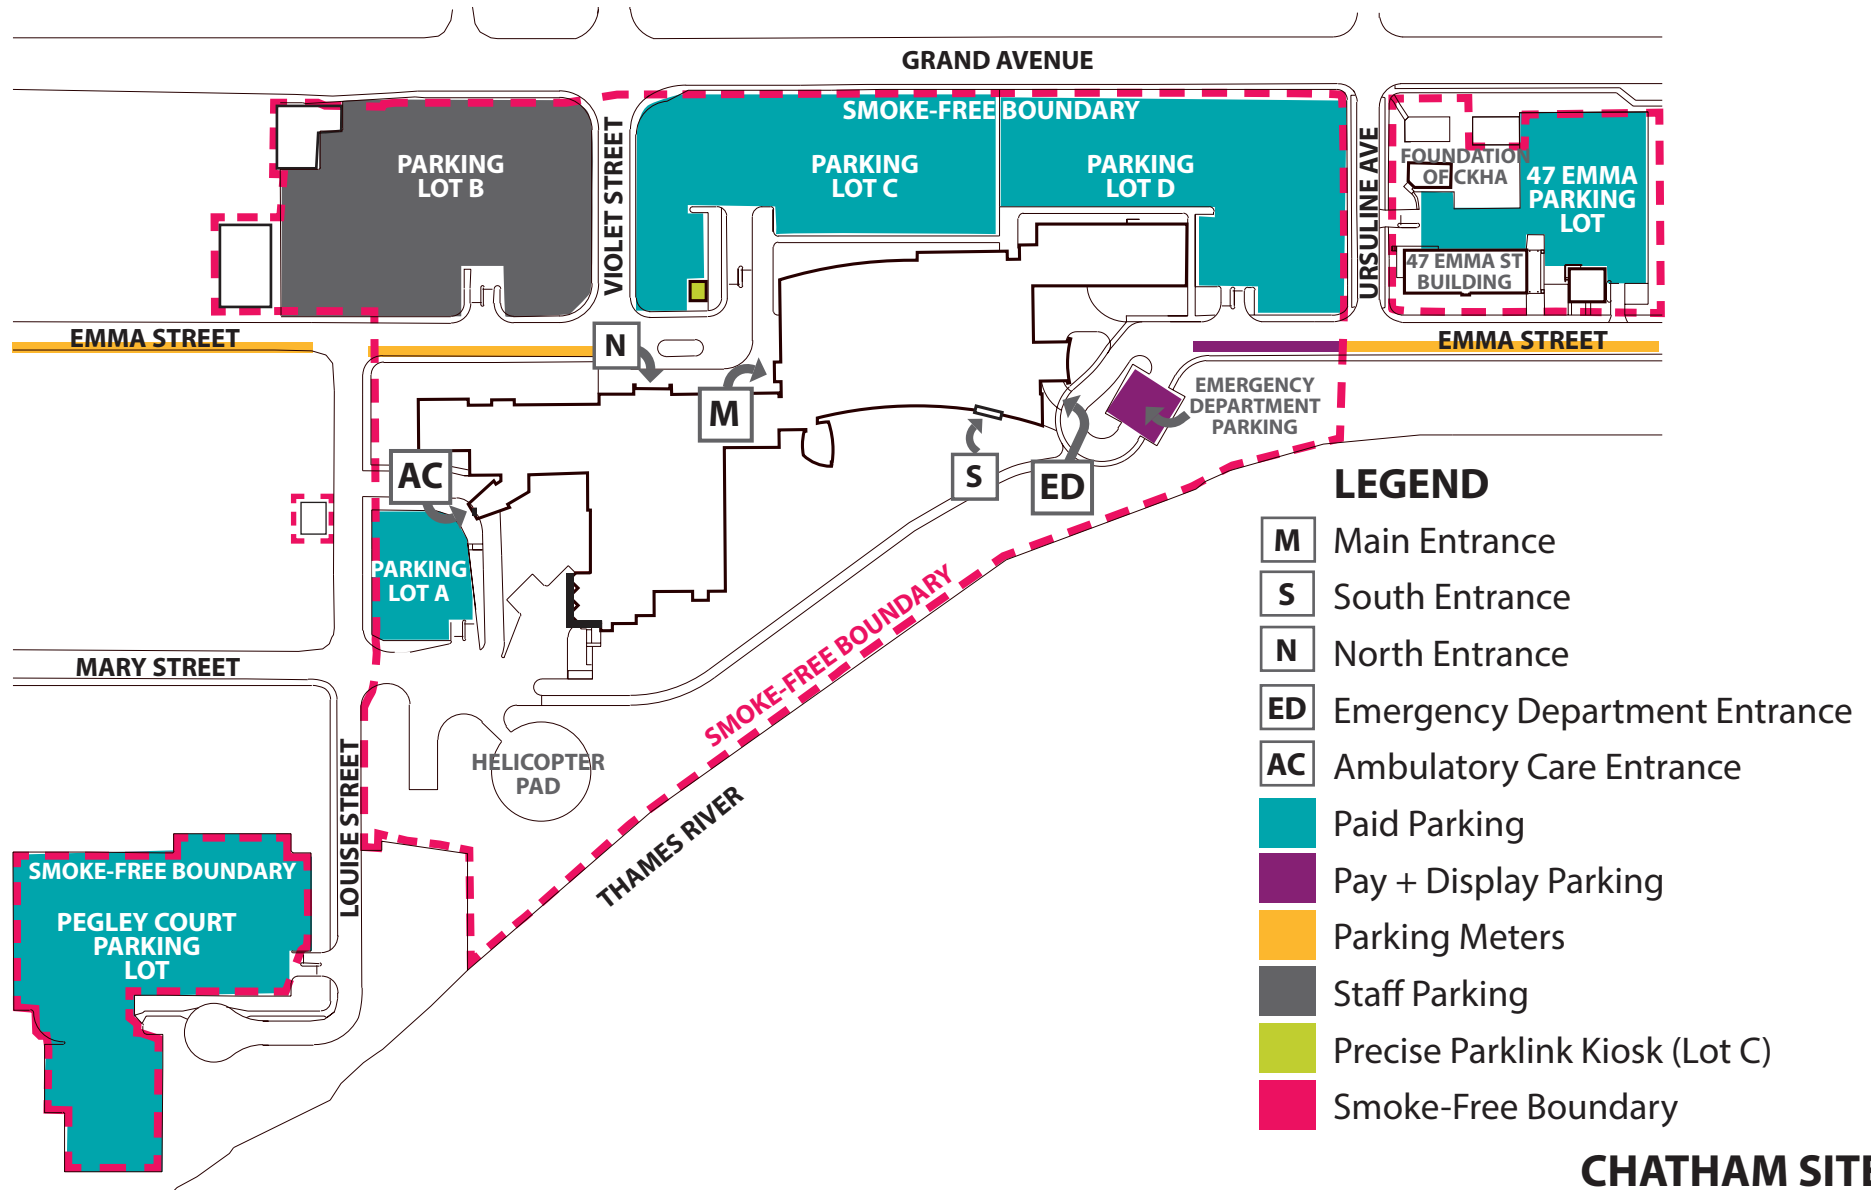 GRAND AVENUE
SMOKE-FREE BOUNDARY
PARKING
LOT B
VIOLET STREET
PARKING
LOT C
PARKING
LOT D
URSULINE AVE
FOUNDATION
OF CKHA
47 EMMA
PARKING
LOT
47 EMMA ST
BUILDING
EMMA STREET
EMMA STREET
N
M
EMERGENCY
DEPARTMENT
PARKING
AC
S
ED
PARKING
LOT A
MARY STREET
SMOKE-FREE BOUNDARY
HELICOPTER
PAD
LOUISE STREET
THAMES RIVER
SMOKE-FREE BOUNDARY
PEGLEY COURT
PARKING
LOT
LEGEND
M Main Entrance
S South Entrance
N North Entrance
ED Emergency Department Entrance
AC Ambulatory Care Entrance
Paid Parking
Pay + Display Parking
Parking Meters
Staff Parking
Precise Parklink Kiosk (Lot C)
Smoke-Free Boundary
CHATHAM SITE